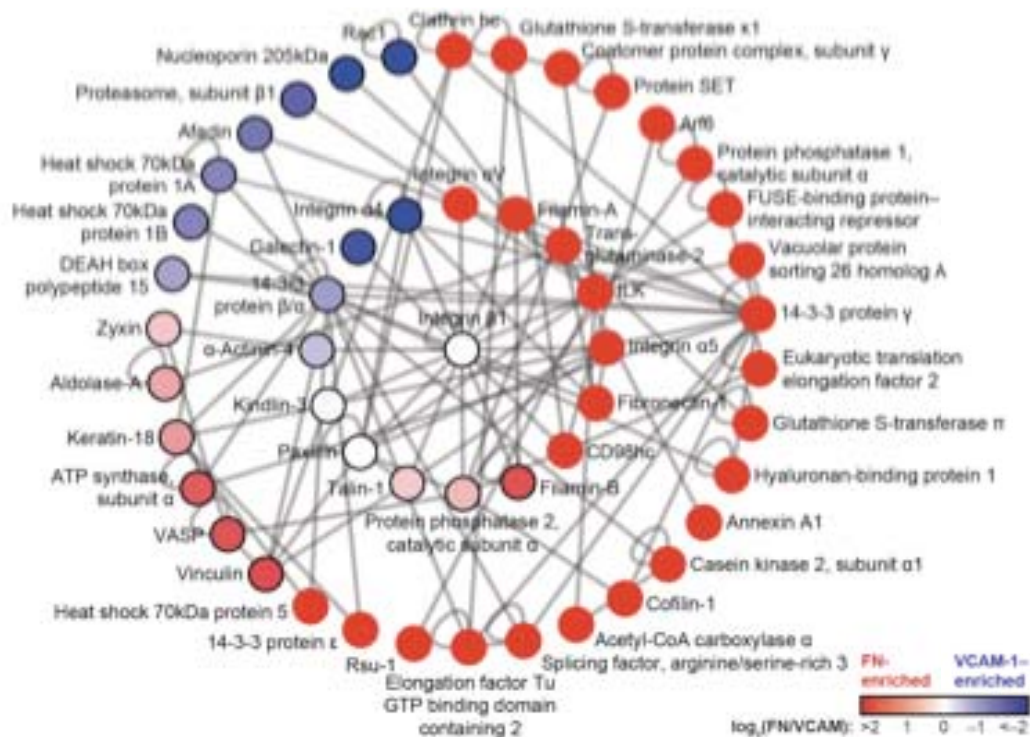 Rac1
Clathrin hc
Glutathione S-transferase κ1
Nucleoporin 205kDa
Coatomer protein complex, subunit γ
Proteasome, subunit β1
Protein SET
Afadin
Arf6
Heat shock 70kDa
protein 1A
Integrin αV
Protein phosphatase 1,
catalytic subunit α
Heat shock 70kDa
protein 1B
Integrin α4
Filamin-A
FUSE-binding protein–
interacting repressor
Galectin-1
Trans-
glutaminase-2
DEAH box
polypeptide 15
Vacuolar protein
sorting 26 homolog A
14-3-3
protein β/α
ILK
Zyxin
Integrin β1
14-3-3 protein γ
α-Actinin-4
Integrin α5
Eukaryotic translation
elongation factor 2
Aldolase-A
Kindlin-3
Fibronectin-1
Glutathione S-transferase π
Keratin-18
Paxillin
CD98hc
Hyaluronan-binding protein 1
ATP synthase,
subunit α
Talin-1
Filamin-B
VASP
Protein phosphatase 2,
catalytic subunit α
Annexin A1
Vinculin
Casein kinase 2, subunit α1
Heat shock 70kDa protein 5
Cofilin-1
14-3-3 protein ε
Acetyl-CoA carboxylase α
Rsu-1
Splicing factor, arginine/serine-rich 3
Elongation factor Tu
GTP binding domain
containing 2
FN-
enriched
VCAM-1–
enriched
log₂(FN/VCAM): >2 1 0 –1 <–2